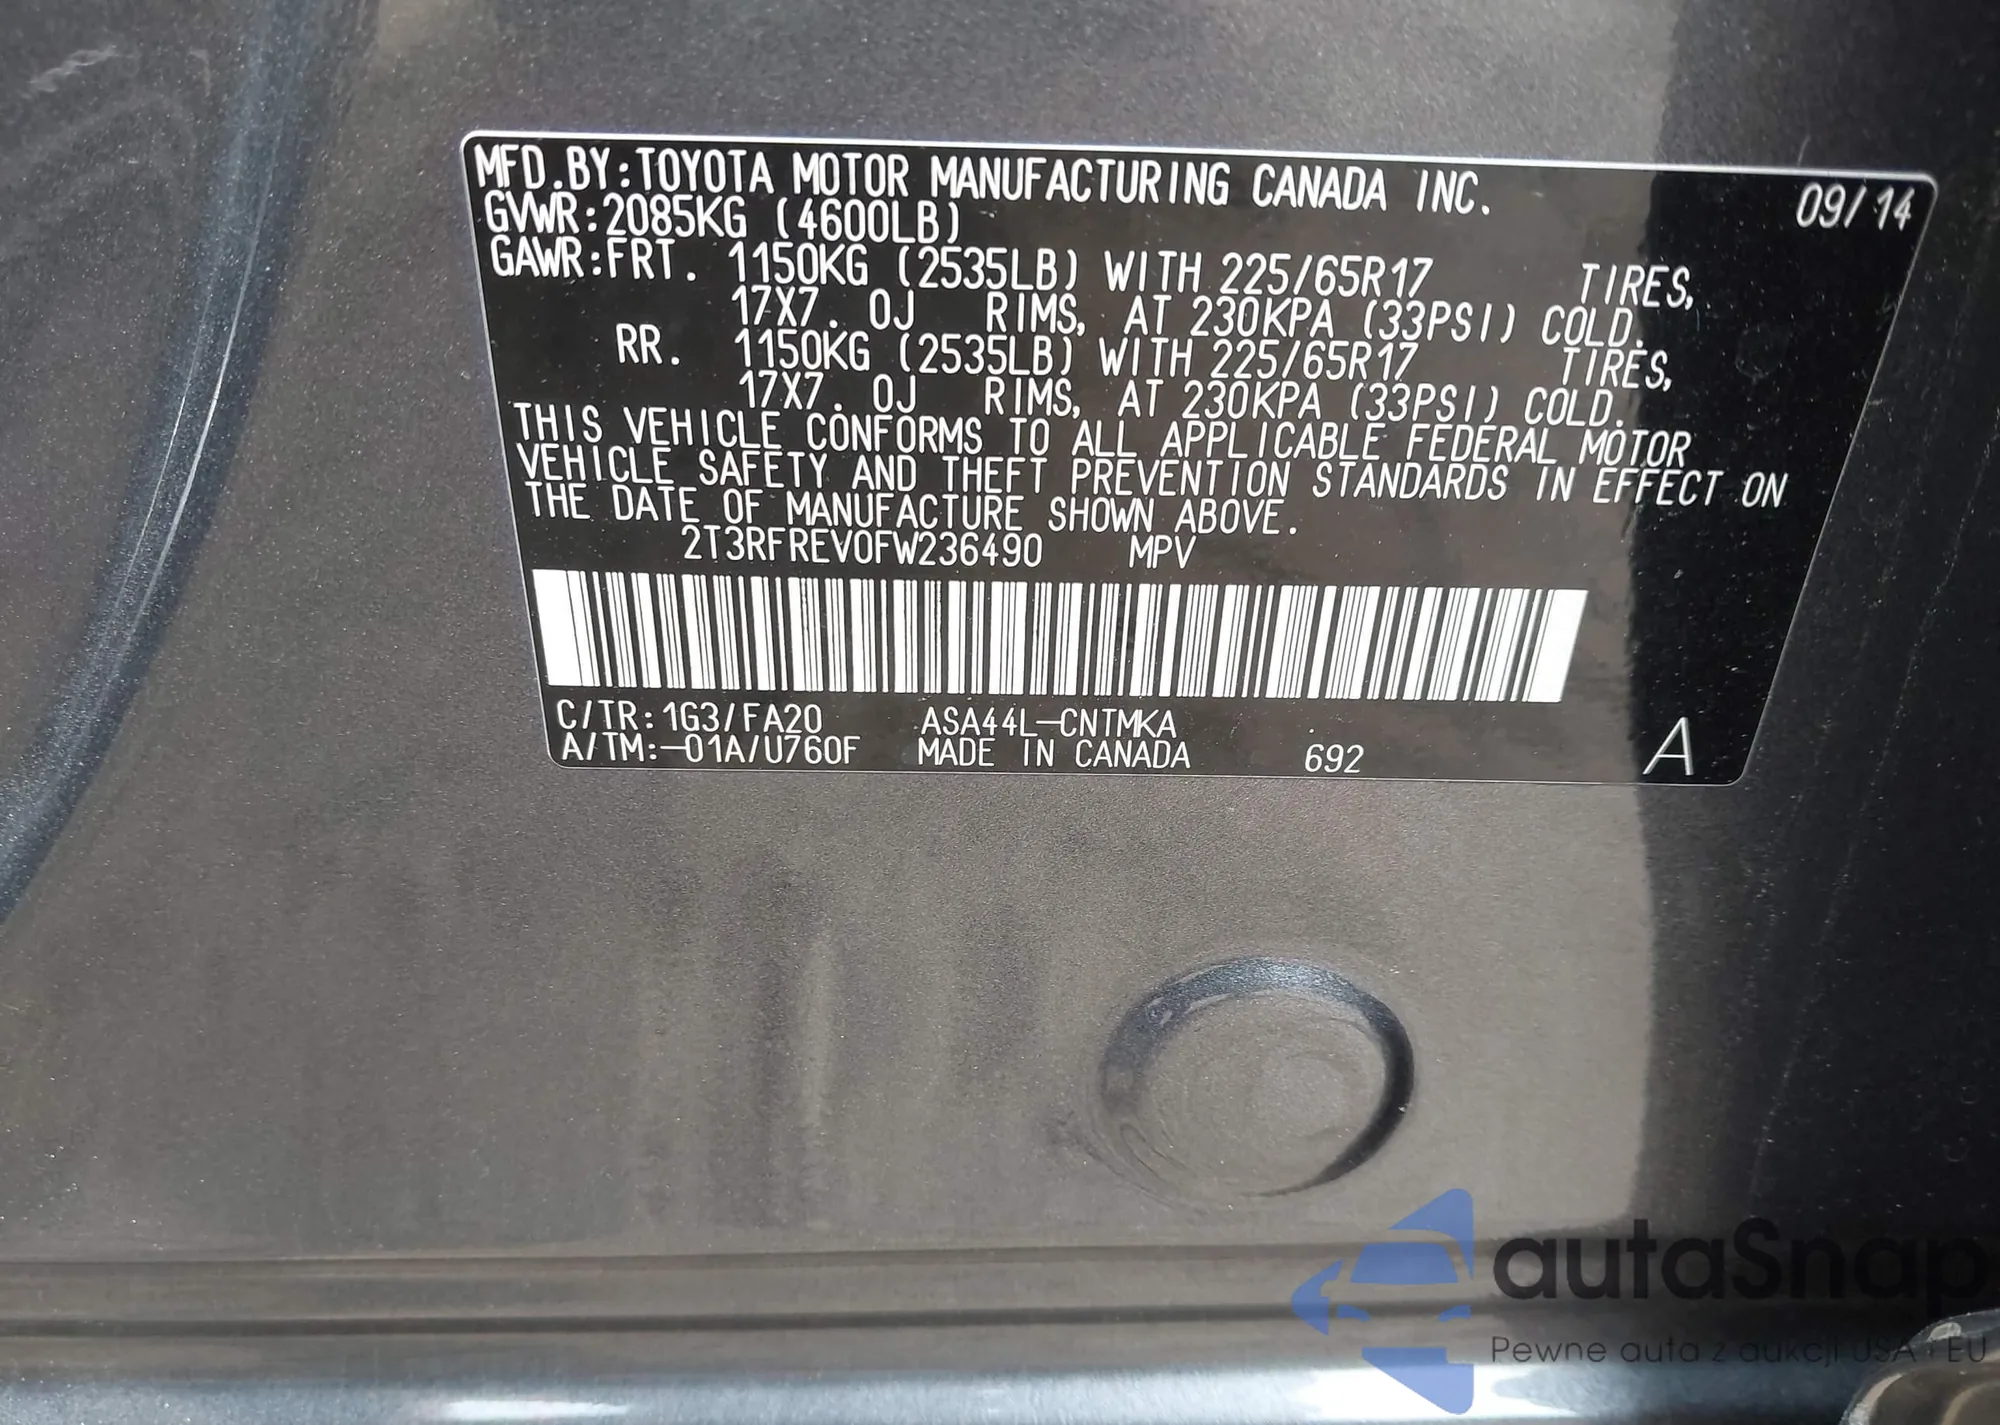 MFD.BY:TOYOTA MOTOR MANUFACTURING CANADA INC. 09/14
GVWR:2085KG (4600LB)
GAWR:FRT. 1150KG (2535LB) WITH 225/65R17 TIRES,
17X7.0J RIMS, AT 230KPA (33PSI) COLD.
RR. 1150KG (2535LB) WITH 225/65R17 TIRES,
17X7.0J RIMS, AT 230KPA (33PSI) COLD.
THIS VEHICLE CONFORMS TO ALL APPLICABLE FEDERAL MOTOR
VEHICLE SAFETY AND THEFT PREVENTION STANDARDS IN EFFECT ON
THE DATE OF MANUFACTURE SHOWN ABOVE.
2T3RFREV0FW236490 MPV
C/TR:1G3/FA20 ASA44L-CNTMKA
A/TM:-01A/U760F MADE IN CANADA 692 A
autaSnap
Pewne auta z aukcji USA i EU